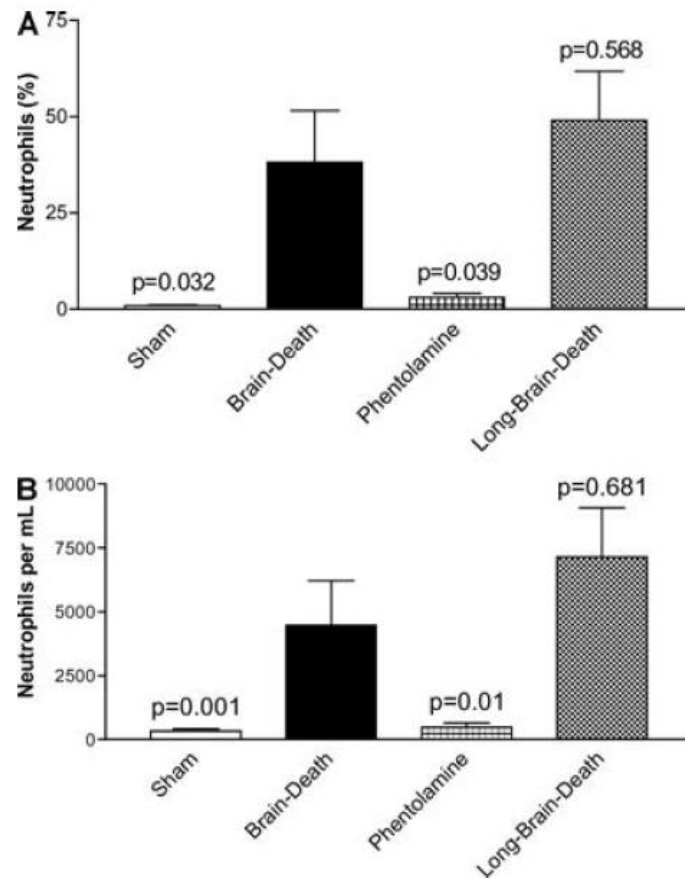 A
Neutrophils (%)
75
50
25
0
p=0.032
p=0.039
p=0.568
Sham
Brain-Death
Phentolamine
Long-Brain-Death
B
Neutrophils per mL
10000
7500
5000
2500
0
p=0.001
p=0.01
p=0.681
Sham
Brain-Death
Phentolamine
Long-Brain-Death